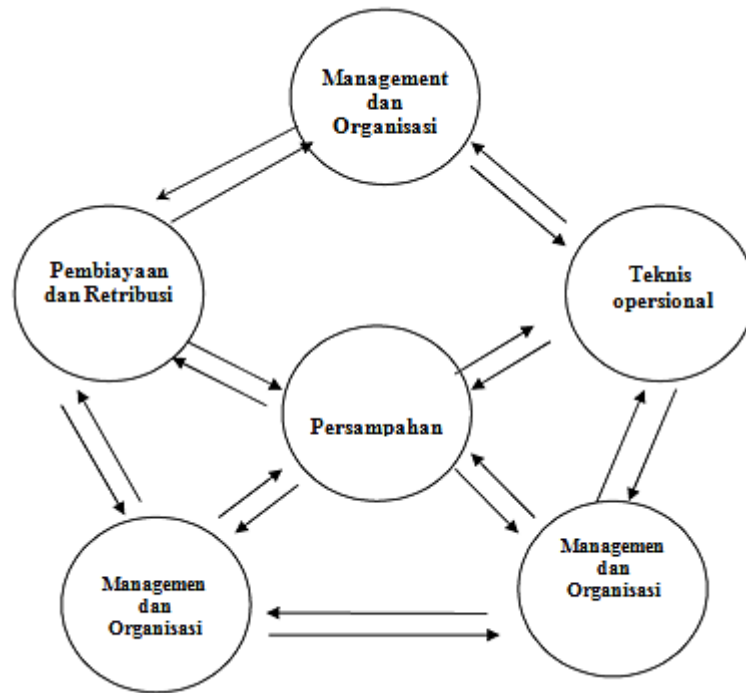 Management
dan
Organisasi
Pembiayaan
dan Retribusi
Teknis
opersional
Persampahan
Managemen
dan
Organisasi
Managemen
dan
Organisasi